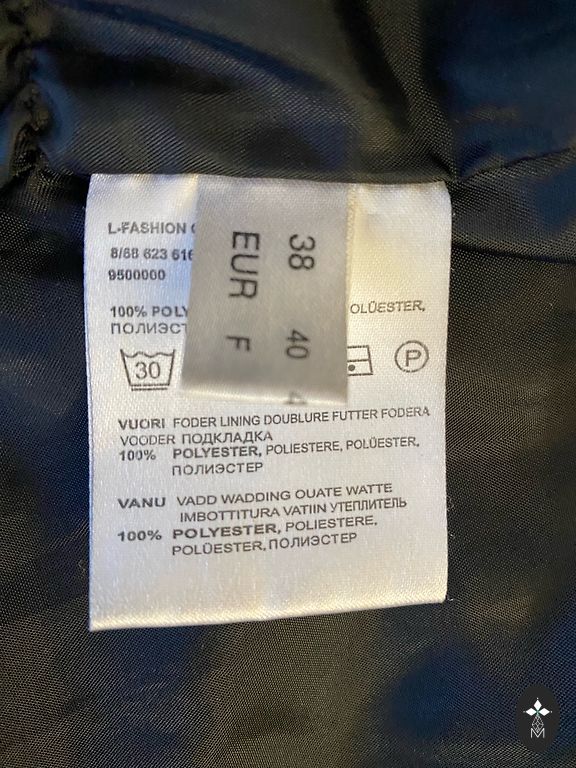 L-FASHION
8/68 623 616
9500000
100% POLY OLÜESTER,
ПОЛИЭСТ
30 P
VUORI FODER LINING DOUBLURE FUTTER FODERA
VOODER ПОДКЛАДКА
100% POLYESTER, POLIESTERE, POLÜESTER,
ПОЛИЭСТЕР
VANU VADD WADDING OUATE WATTE
IMBOTTITURA VATIIN УТЕПЛИТЕЛЬ
100% POLYESTER, POLIESTERE,
POLÜESTER, ПОЛИЭСТЕР
38 40
EUR F